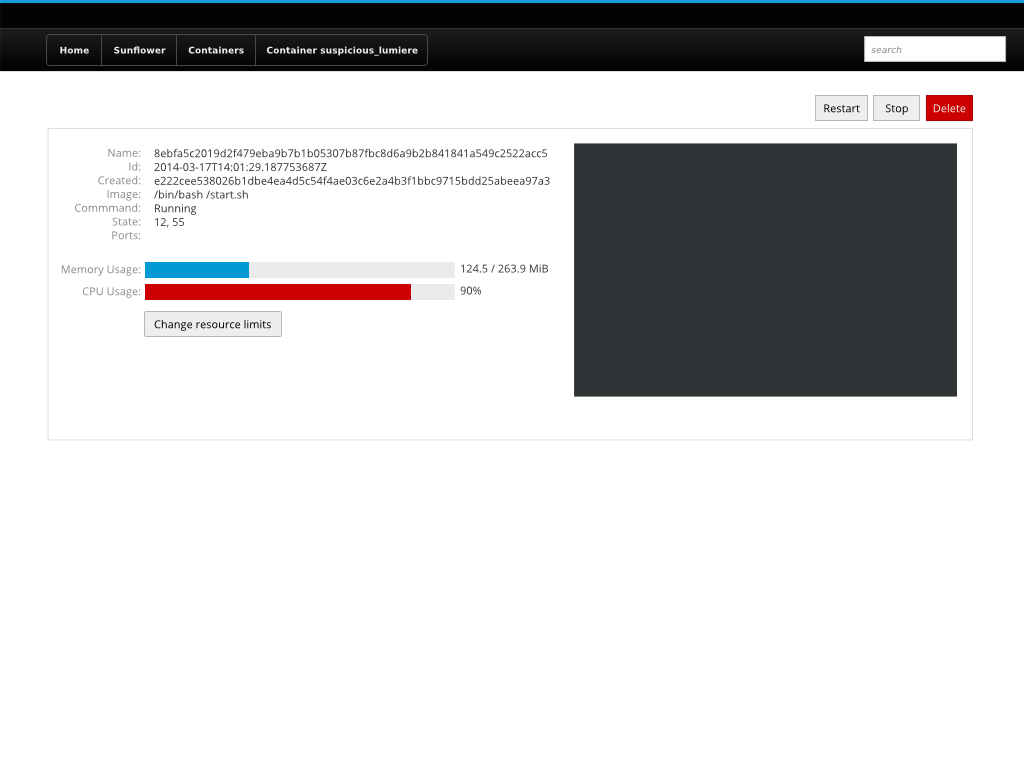 Home Sunflower Containers Container suspicious_lumiere search
Restart Stop Delete
Name: 8ebfa5c2019d2f479eba9b7b1b05307b87fbc8d6a9b2b841841a549c2522acc5
Id: 2014-03-17T14:01:29.187753687Z
Created: e222cee538026b1dbe4ea4d5c54f4ae03c6e2a4b3f1bbc9715bdd25abeea97a3
Image: /bin/bash /start.sh
Commmand: Running
State: 12, 55
Ports:
Memory Usage: 124.5 / 263.9 MiB
CPU Usage: 90%
Change resource limits